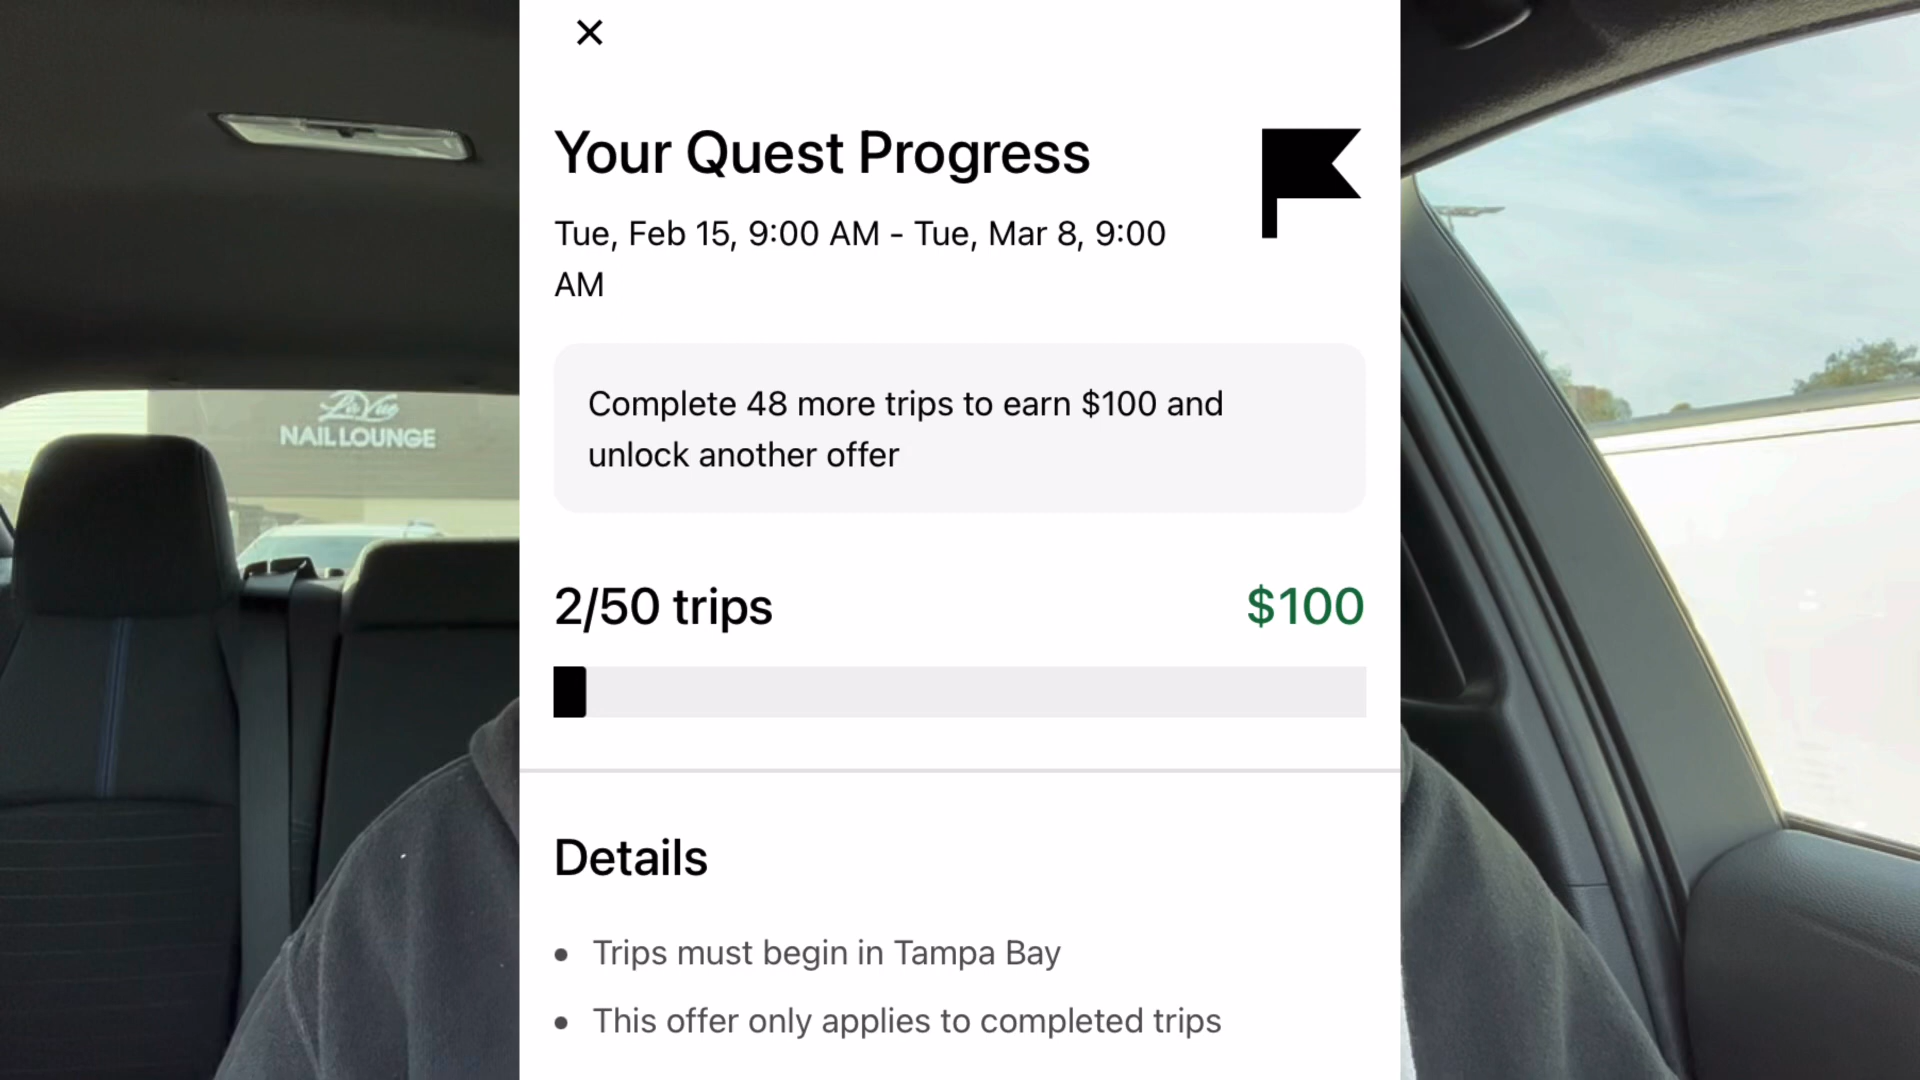 Your Quest Progress
Tue, Feb 15, 9:00 AM - Tue, Mar 8, 9:00
AM
Complete 48 more trips to earn $100 and
unlock another offer
2/50 trips
$100
Details
• Trips must begin in Tampa Bay
• This offer only applies to completed trips
La Vue
NAIL LOUNGE